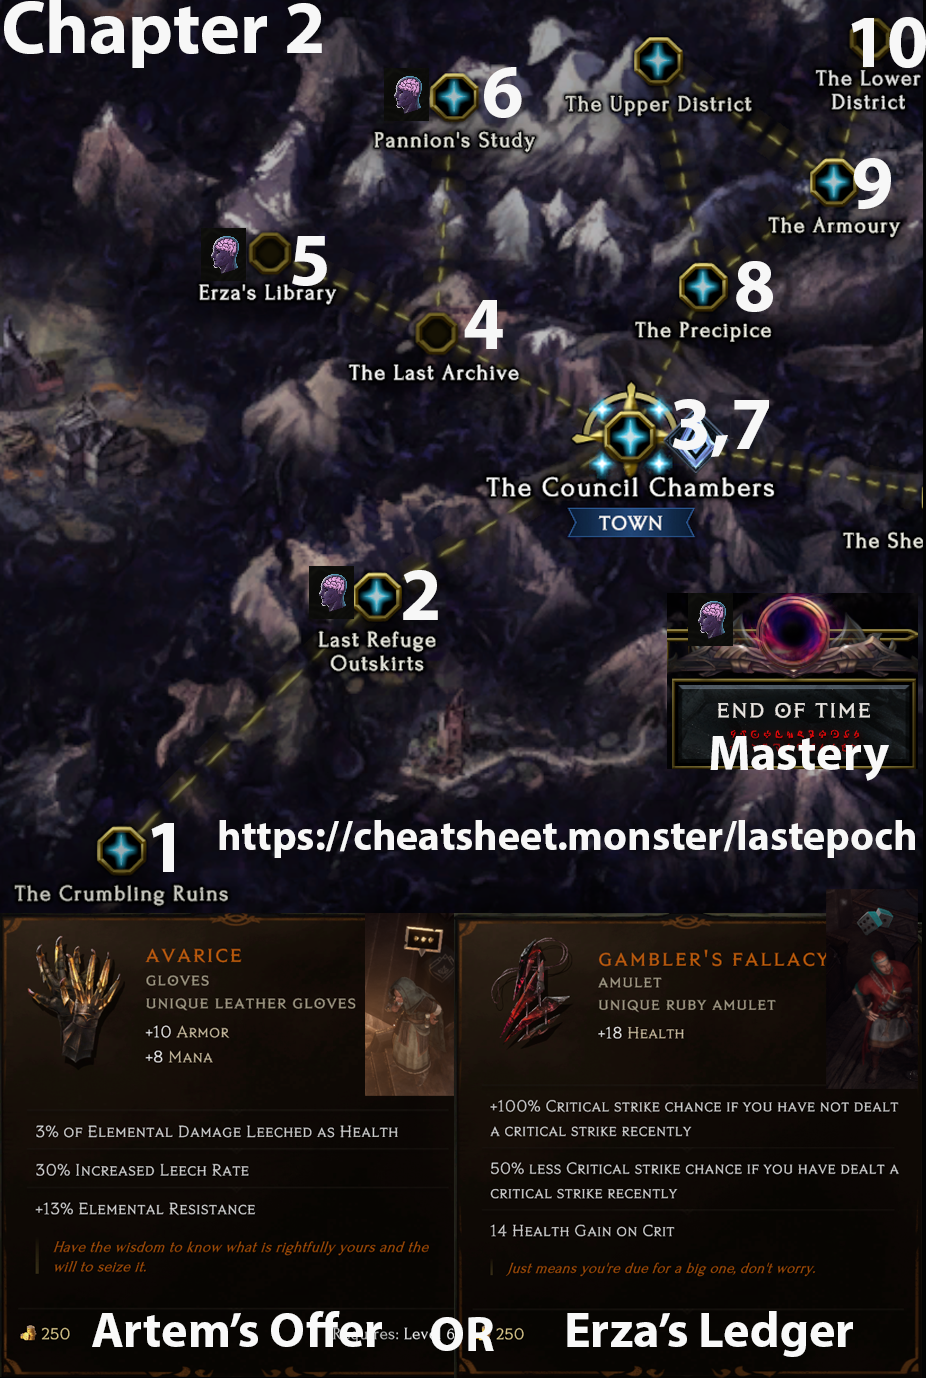 Chapter 2
10
6
The Upper District
The Lower
District
Pannion's Study
9
The Armoury
5
Erza's Library
8
The Precipice
4
The Last Archive
3,7
The Council Chambers
TOWN
The She
2
Last Refuge
Outskirts
END OF TIME
Mastery
1
https://cheatsheet.monster/lastepoch
The Crumbling Ruins
AVARICE
GLOVES
UNIQUE LEATHER GLOVES
+10 ARMOR
+8 MANA
3% OF ELEMENTAL DAMAGE LEECHED AS HEALTH
30% INCREASED LEECH RATE
+13% ELEMENTAL RESISTANCE
Have the wisdom to know what is rightfully yours and the
will to seize it.
250
Artem's Offer
OR
GAMBLER'S FALLACY
AMULET
UNIQUE RUBY AMULET
+18 HEALTH
+100% CRITICAL STRIKE CHANCE IF YOU HAVE NOT DEALT
A CRITICAL STRIKE RECENTLY
50% LESS CRITICAL STRIKE CHANCE IF YOU HAVE DEALT A
CRITICAL STRIKE RECENTLY
14 HEALTH GAIN ON CRIT
Just means you're due for a big one, don't worry.
250
Erza's Ledger